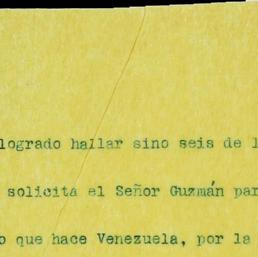 logrado hallar sino seis de l
solicita el Señor Guzmán par
o que hace Venezuela, por la